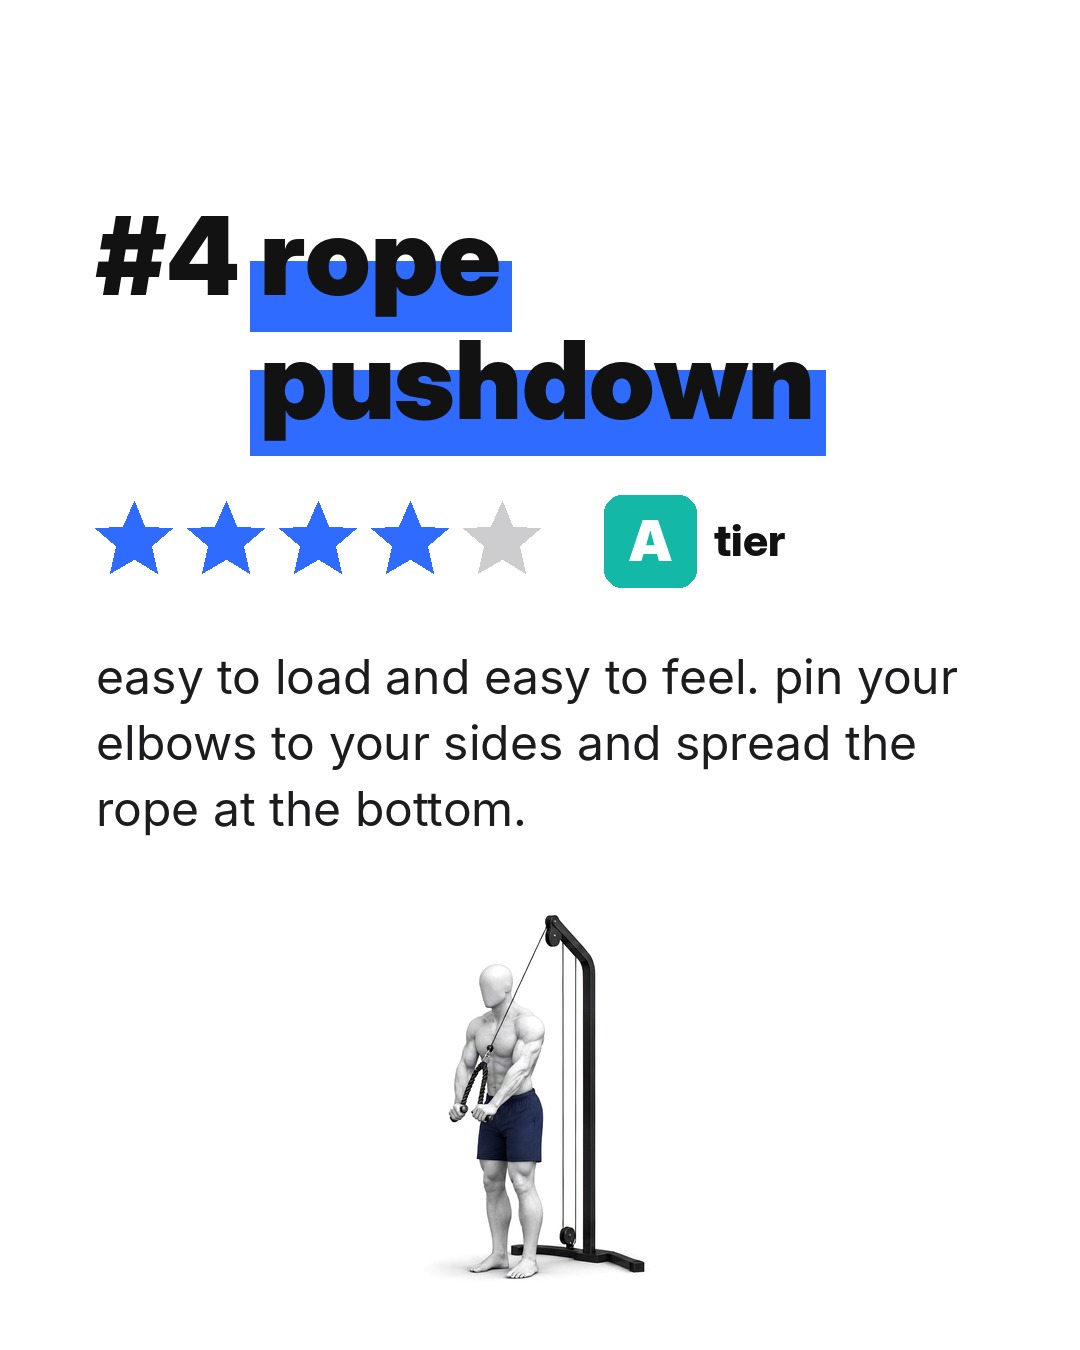 #4 rope
pushdown
A tier
easy to load and easy to feel. pin your
elbows to your sides and spread the
rope at the bottom.